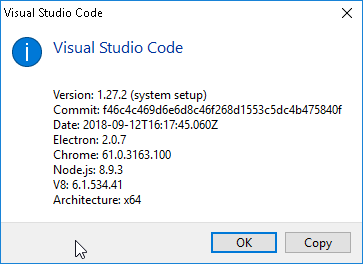 Visual Studio Code
Visual Studio Code
Version: 1.27.2 (system setup)
Commit: f46c4c469d6e6d8c46f268d1553c5dc4b475840f
Date: 2018-09-12T16:17:45.060Z
Electron: 2.0.7
Chrome: 61.0.3163.100
Node.js: 8.9.3
V8: 6.1.534.41
Architecture: x64
OK
Copy